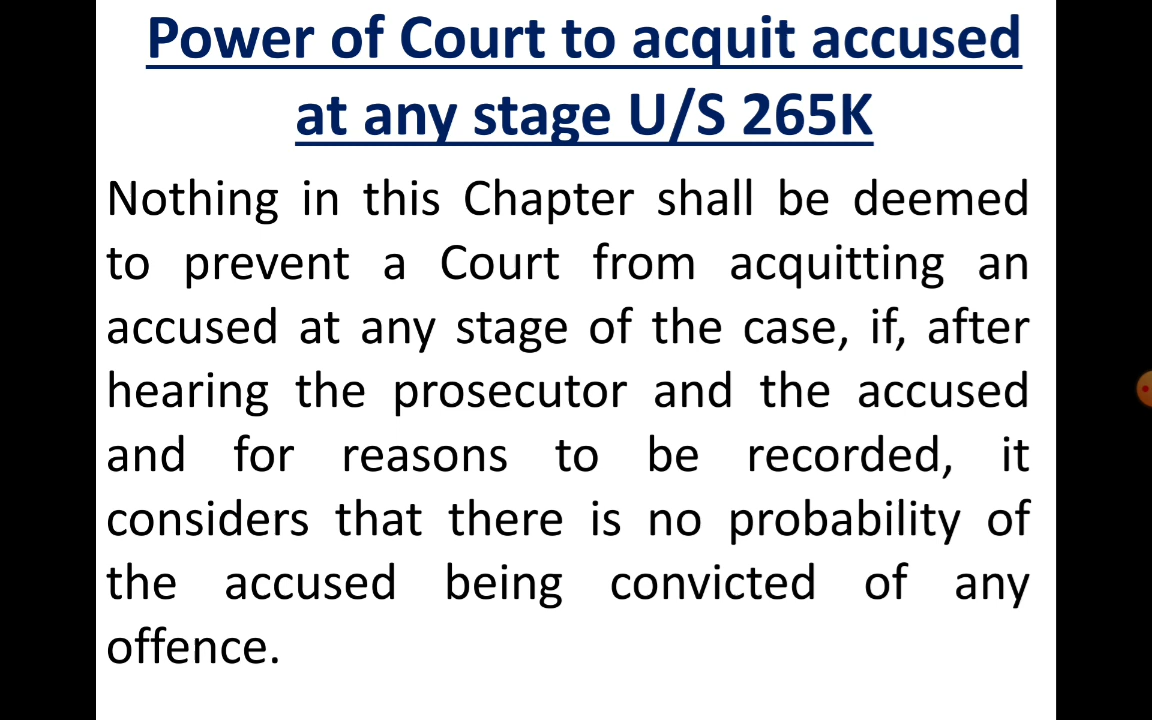 Power of Court to acquit accused
at any stage U/S 265K
Nothing in this Chapter shall be deemed
to prevent a Court from acquitting an
accused at any stage of the case, if, after
hearing the prosecutor and the accused
and for reasons to be recorded, it
considers that there is no probability of
the accused being convicted of any
offence.